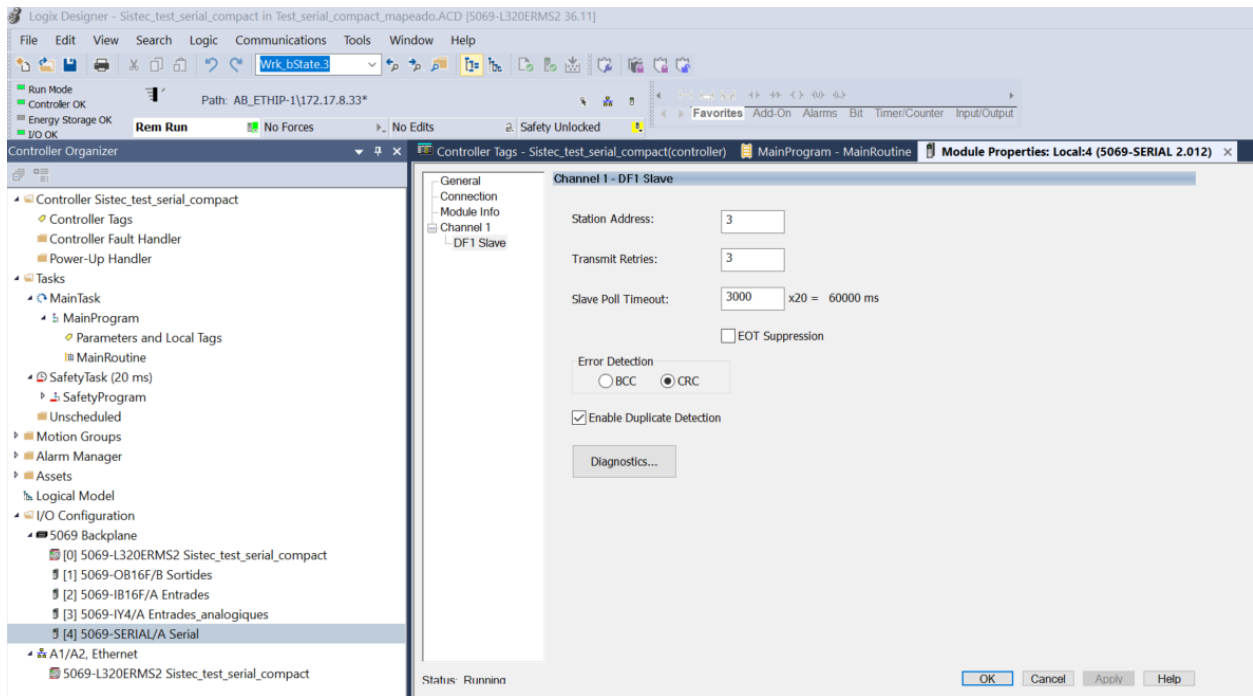 Logix Designer - Sistec_test_serial_compact in Test_serial_compact_mapeado.ACD [5069-L320ERMS2 36.11]
File Edit View Search Logic Communications Tools Window Help
Wrk_bState.3
Run Mode
Controller OK
Energy Storage OK
I/O OK
Path: AB_ETHIP-1\172.17.8.33*
Rem Run
No Forces
No Edits
Safety Unlocked
Favorites Add-On Alarms Bit Timer/Counter Input/Output
Controller Organizer
Controller Tags - Sistec_test_serial_compact(controller)
MainProgram - MainRoutine
Module Properties: Local:4 (5069-SERIAL 2.012)
Controller Sistec_test_serial_compact
Controller Tags
Controller Fault Handler
Power-Up Handler
Tasks
MainTask
MainProgram
Parameters and Local Tags
MainRoutine
SafetyTask (20 ms)
SafetyProgram
Unscheduled
Motion Groups
Alarm Manager
Assets
Logical Model
I/O Configuration
5069 Backplane
[0] 5069-L320ERMS2 Sistec_test_serial_compact
[1] 5069-OB16F/B Sortides
[2] 5069-IB16F/A Entrades
[3] 5069-IY4/A Entrades_analogiques
[4] 5069-SERIAL/A Serial
A1/A2, Ethernet
5069-L320ERMS2 Sistec_test_serial_compact
General
Connection
Module Info
Channel 1
DF1 Slave
Channel 1 - DF1 Slave
Station Address: 3
Transmit Retries: 3
Slave Poll Timeout: 3000 x20 = 60000 ms
EOT Suppression
Error Detection
BCC CRC
Enable Duplicate Detection
Diagnostics...
Status: Running
OK Cancel Apply Help